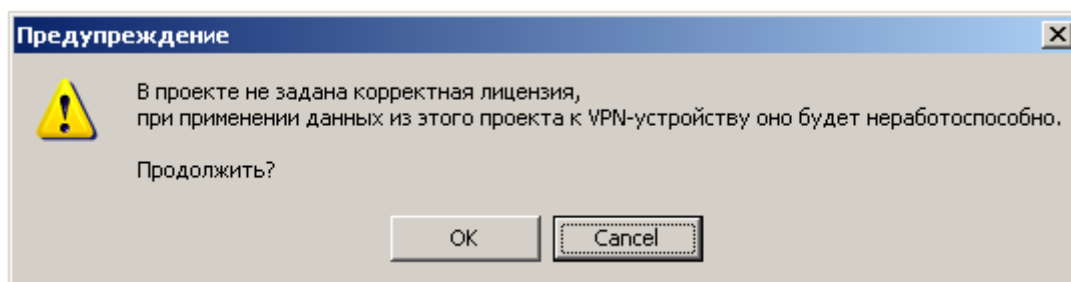 Предупреждение
В проекте не задана корректная лицензия,
при применении данных из этого проекта к VPN-устройству оно будет неработоспособно.
Продолжить?
OK
Cancel